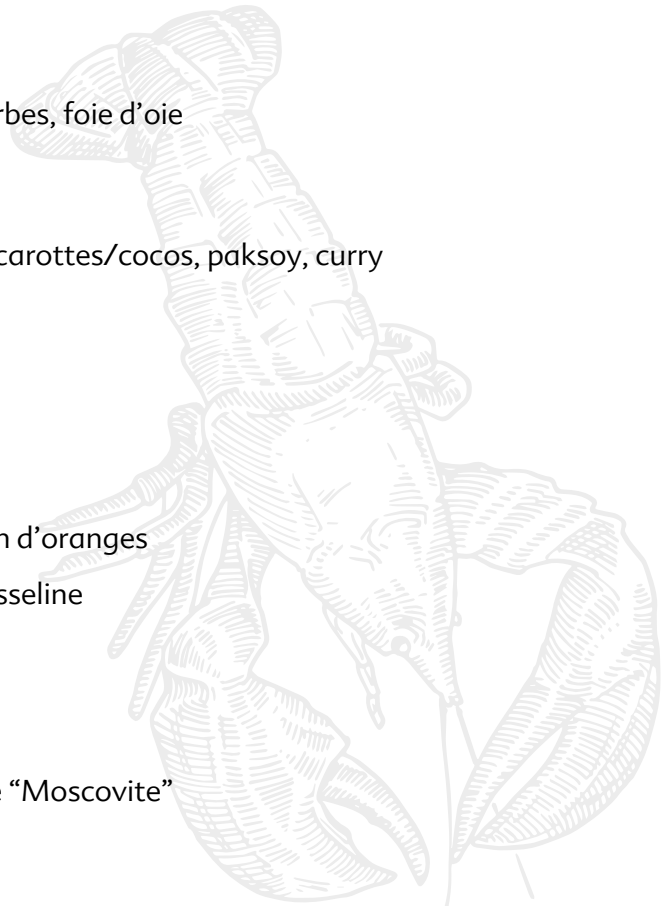 rbes, foie d’oie
carottes/cocos, paksoy, curry
n d’oranges
sseline
e “Moscovite”